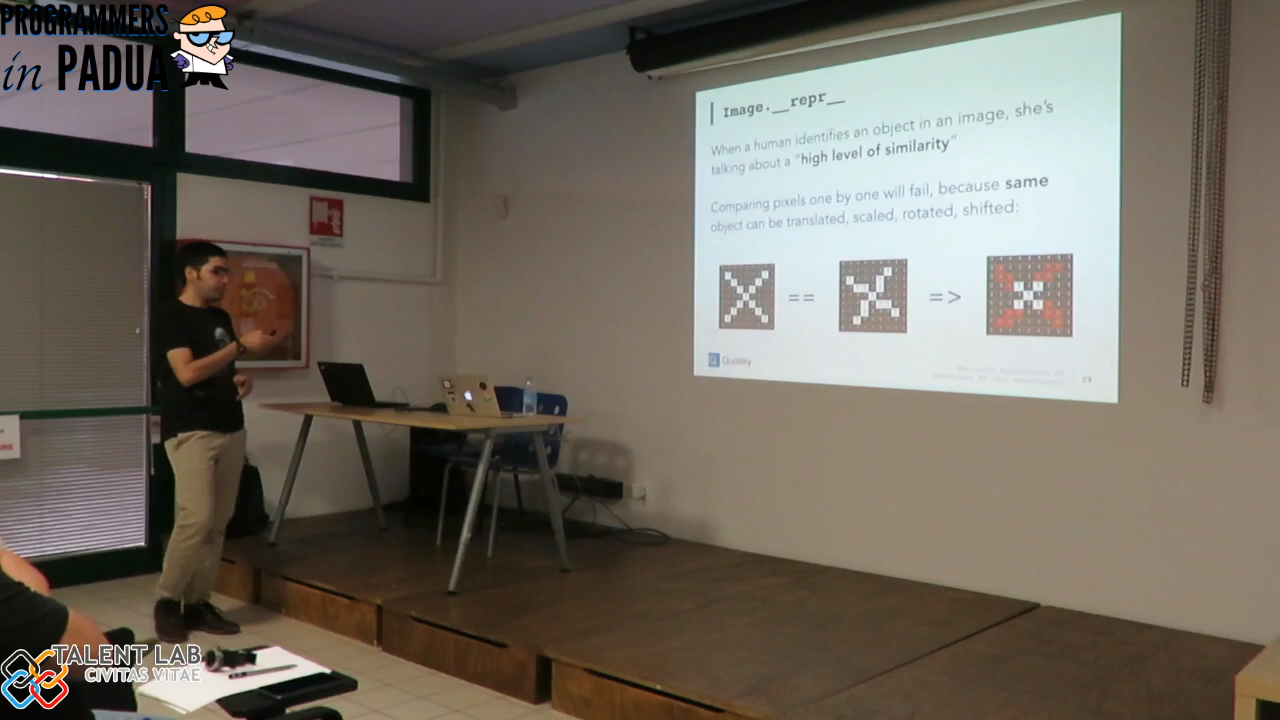 PROGRAMMERS
in PADUA
Image.__repr__
When a human identifies an object in an image, she's
talking about a "high level of similarity"
Comparing pixels one by one will fail, because same
object can be translated, scaled, rotated, shifted:
== =>
Quokky
TALENT LAB
CIVITAS VITAE